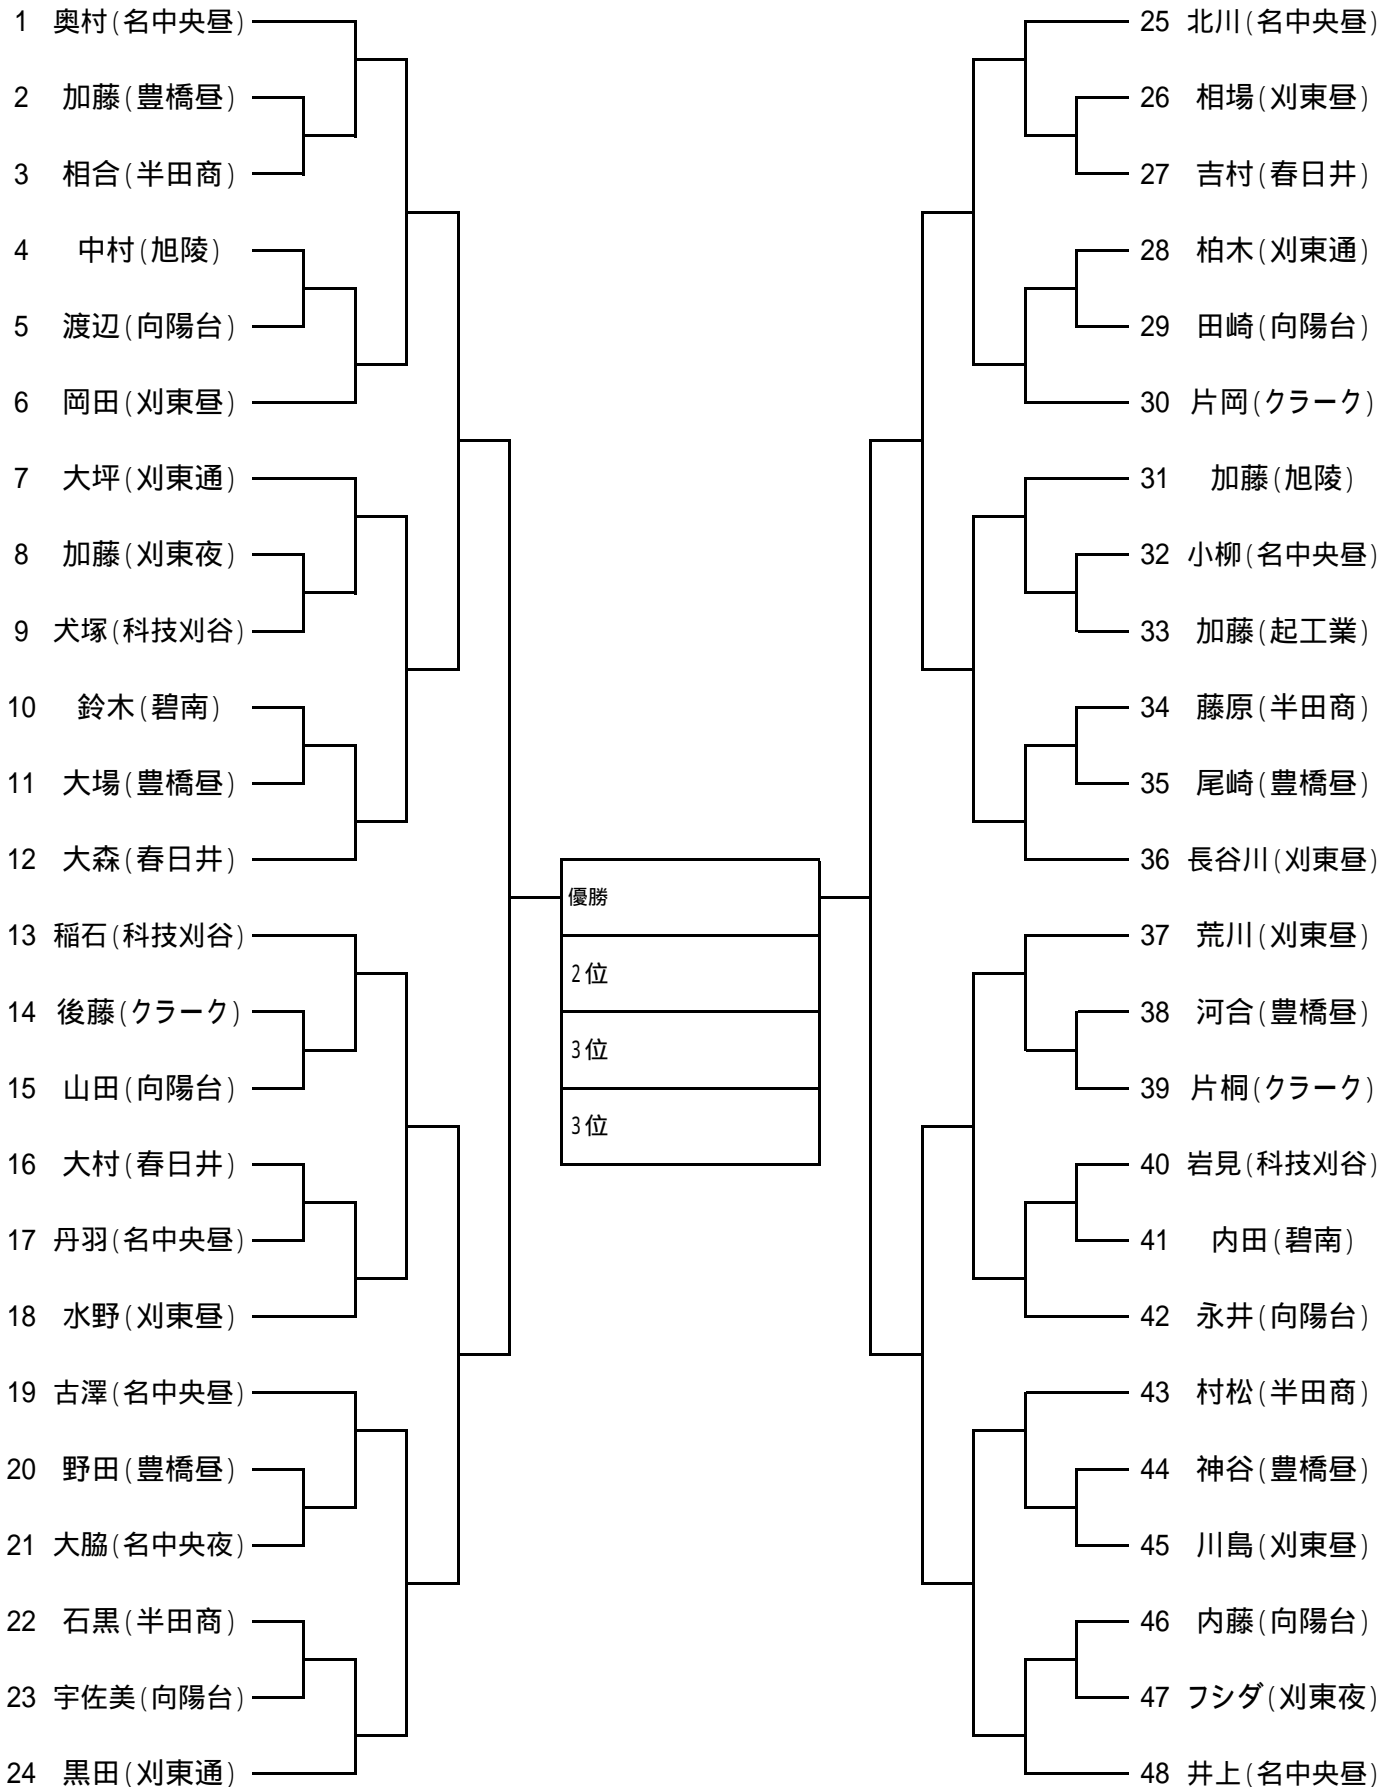 1 奥村(名中央昼)
2 加藤(豊橋昼)
3 相合(半田商)
4 中村(旭陵)
5 渡辺(向陽台)
6 岡田(刈東昼)
7 大坪(刈東通)
8 加藤(刈東夜)
9 犬塚(科技刈谷)
10 鈴木(碧南)
11 大場(豊橋昼)
12 大森(春日井)
13 稲石(科技刈谷)
14 後藤(クラーク)
15 山田(向陽台)
16 大村(春日井)
17 丹羽(名中央昼)
18 水野(刈東昼)
19 古澤(名中央昼)
20 野田(豊橋昼)
21 大脇(名中央夜)
22 石黒(半田商)
23 宇佐美(向陽台)
24 黒田(刈東通)
優勝
2位
3位
3位
25 北川(名中央昼)
26 相場(刈東昼)
27 吉村(春日井)
28 柏木(刈東通)
29 田崎(向陽台)
30 片岡(クラーク)
31 加藤(旭陵)
32 小柳(名中央昼)
33 加藤(起工業)
34 藤原(半田商)
35 尾崎(豊橋昼)
36 長谷川(刈東昼)
37 荒川(刈東昼)
38 河合(豊橋昼)
39 片桐(クラーク)
40 岩見(科技刈谷)
41 内田(碧南)
42 永井(向陽台)
43 村松(半田商)
44 神谷(豊橋昼)
45 川島(刈東昼)
46 内藤(向陽台)
47 フシダ(刈東夜)
48 井上(名中央昼)